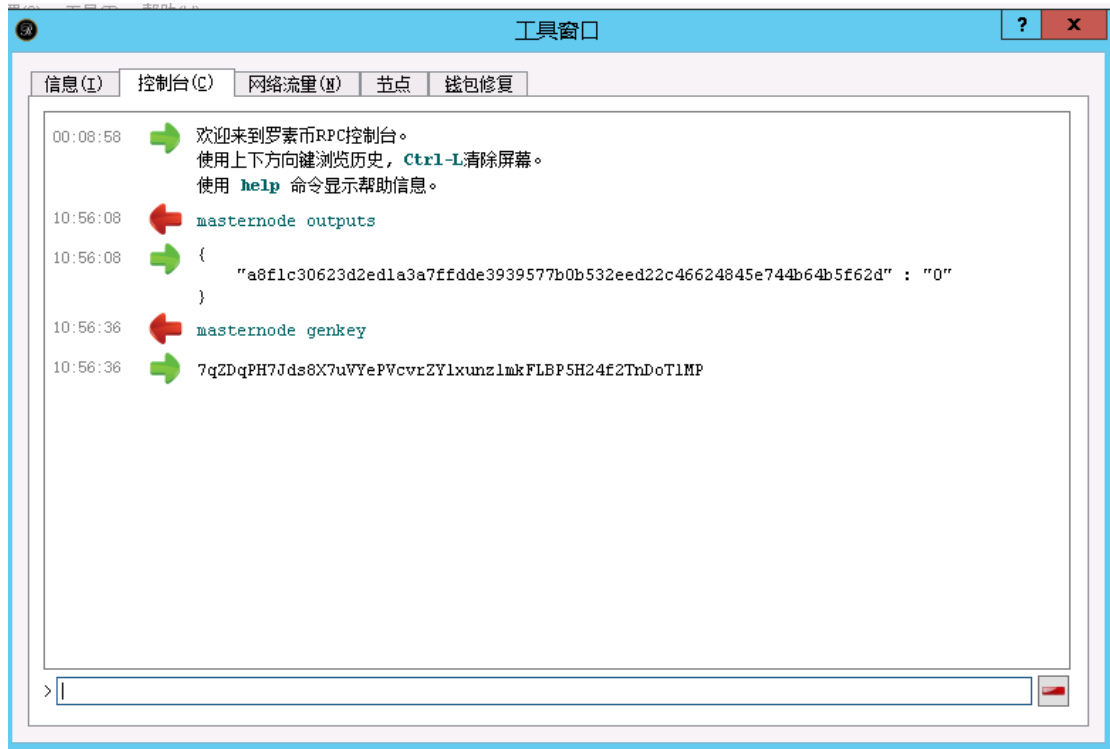 工具(T) 帮助(H)
工具窗口
?
x
信息(I) 控制台(C) 网络流量(N) 节点 钱包修复
00:08:58 欢迎来到罗素币RPC控制台。
使用上下方向键浏览历史, Ctrl-L清除屏幕。
使用 help 命令显示帮助信息。
10:56:08 masternode outputs
10:56:08 {
"a8f1c30623d2ed1a3a7ffdde3939577b0b532eed22c46624845e744b64b5f62d" : "0"
}
10:56:36 masternode genkey
10:56:36 7qZDqPH7Jds8X7uVYePVcvrZY1xunz1mkFLBP5H24f2TnDoT1MP
>